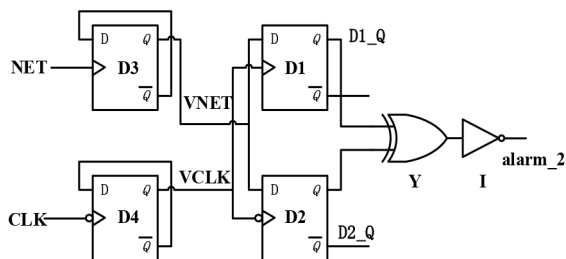 D Q D Q D1_Q
NET D3 D1
Q VNET Q
alarm_2
D Q VCLK D Q Y I
CLK D4 D2 D2_Q
Q Q